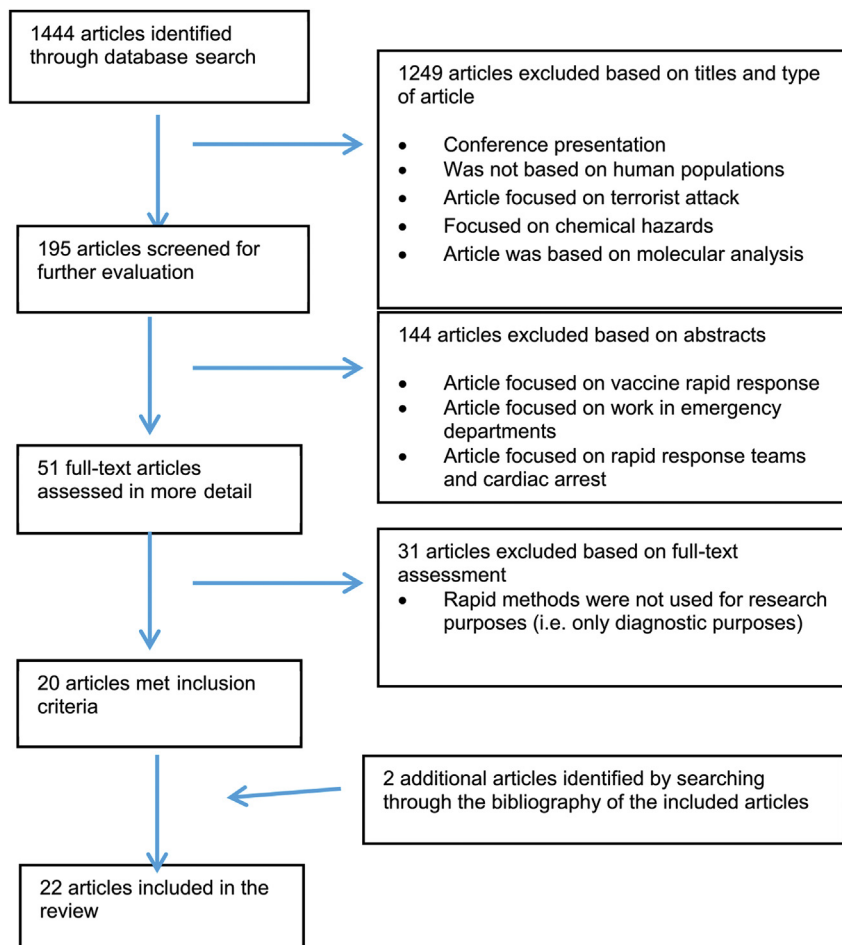 1444 articles identified
through database search
1249 articles excluded based on titles and type
of article
• Conference presentation
• Was not based on human populations
• Article focused on terrorist attack
• Focused on chemical hazards
• Article was based on molecular analysis
195 articles screened for
further evaluation
144 articles excluded based on abstracts
• Article focused on vaccine rapid response
• Article focused on work in emergency
departments
• Article focused on rapid response teams
and cardiac arrest
51 full-text articles
assessed in more detail
31 articles excluded based on full-text
assessment
• Rapid methods were not used for research
purposes (i.e. only diagnostic purposes)
20 articles met inclusion
criteria
2 additional articles identified by searching
through the bibliography of the included articles
22 articles included in the
review